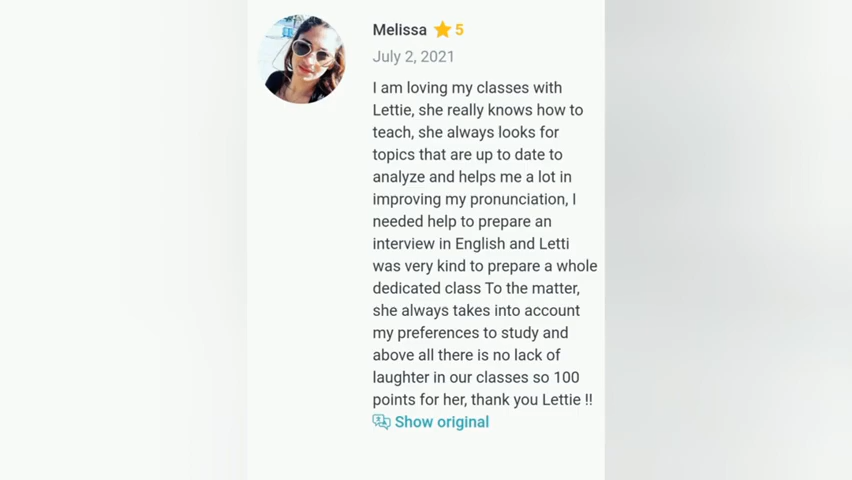 Melissa ⭐ 5
July 2, 2021
I am loving my classes with
Lettie, she really knows how to
teach, she always looks for
topics that are up to date to
analyze and helps me a lot in
improving my pronunciation, I
needed help to prepare an
interview in English and Letti
was very kind to prepare a whole
dedicated class To the matter,
she always takes into account
my preferences to study and
above all there is no lack of
laughter in our classes so 100
points for her, thank you Lettie !!
Show original